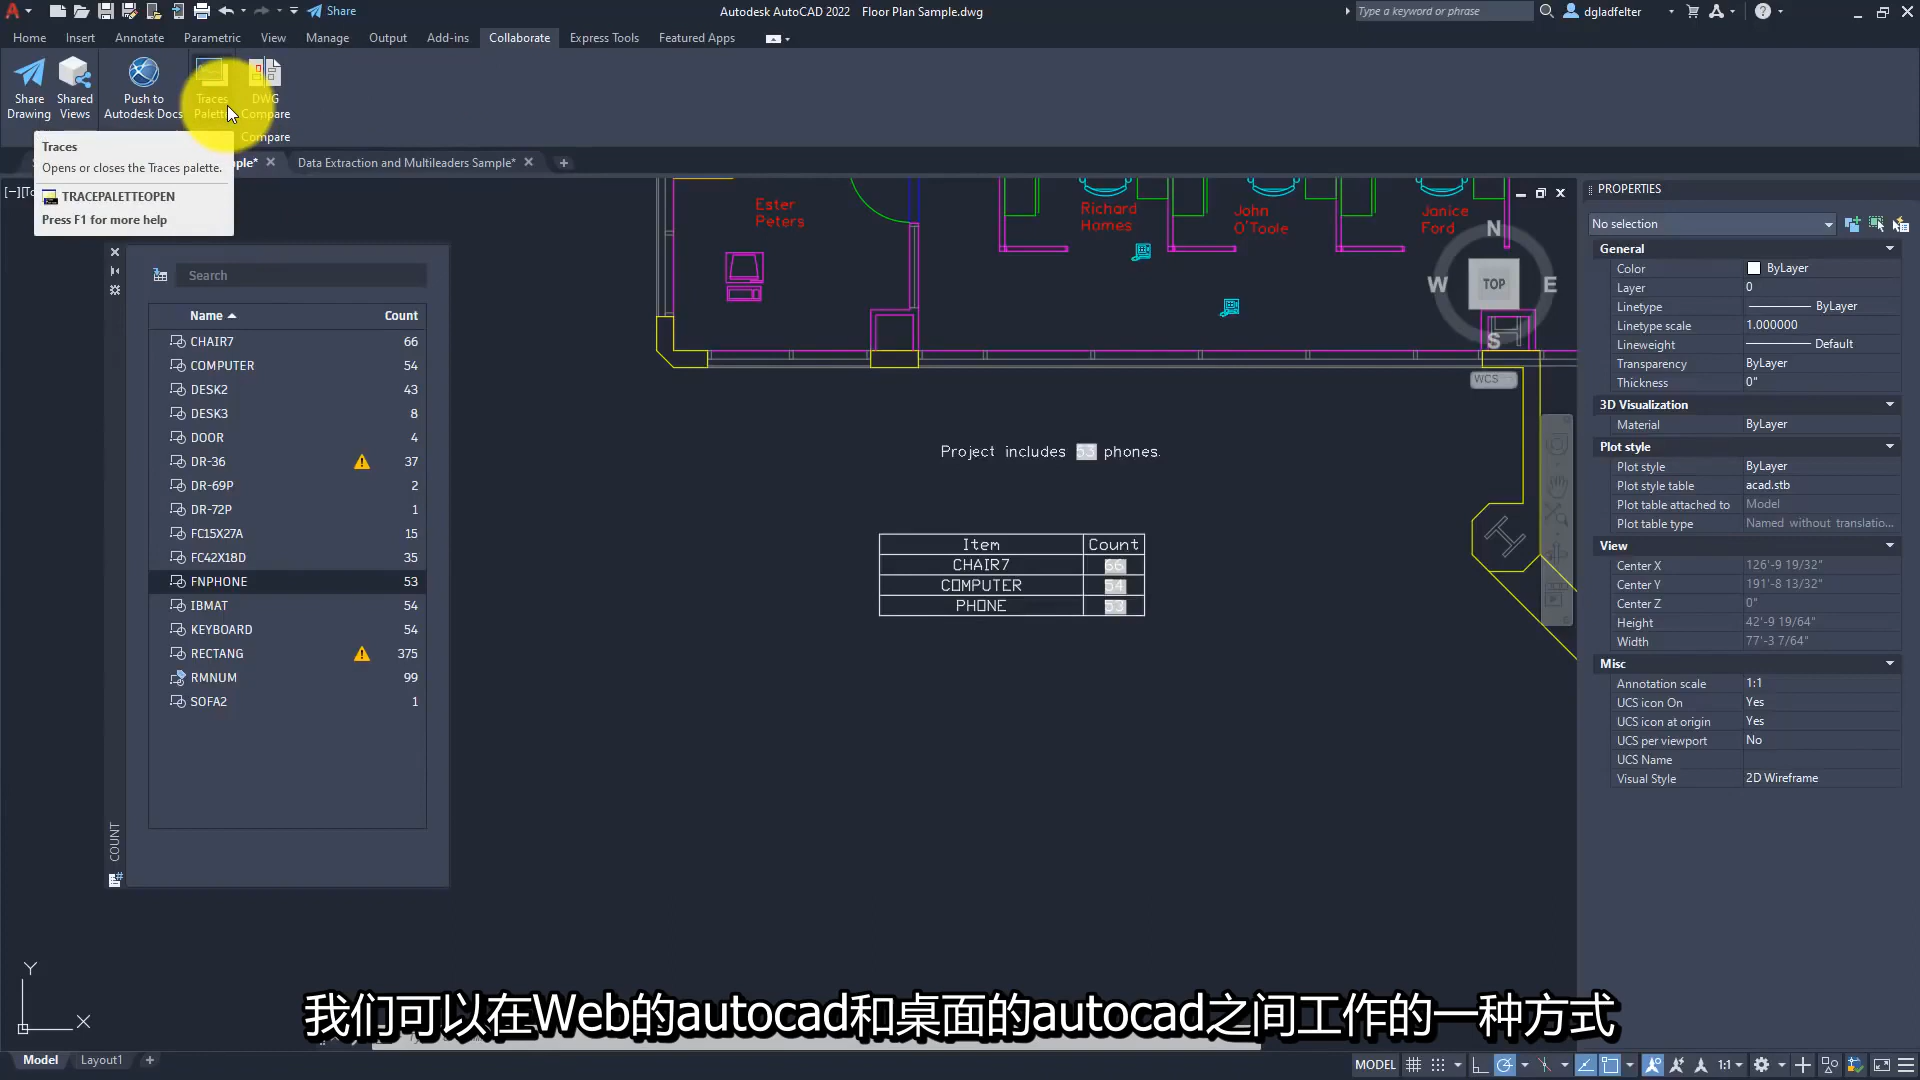 Share
Autodesk AutoCAD 2022 Floor Plan Sample.dwg
Type a keyword or phrase
dgladfelter
Home Insert Annotate Parametric View Manage Output Add-ins Collaborate Express Tools Featured Apps
Share Drawing
Shared Views
Push to Autodesk Docs
Traces
DWG Compare
Compare
Traces
Opens or closes the Traces palette.
TRACEPALETTEOPEN
Press F1 for more help
Data Extraction and Multileaders Sample*
Search
Name Count
CHAIR7 66
COMPUTER 54
DESK2 43
DESK3 8
DOOR 4
DR-36 37
DR-69P 2
DR-72P 1
FC15X27A 15
FC42X18D 35
FNPHONE 53
IBMAT 54
KEYBOARD 54
RECTANG 375
RMNUM 99
SOFA2 1
COUNT
Ester
Peters
Richard
Hames
John
O'Toole
Janice
Ford
N
W TOP E
S
WCS
Project includes 53 phones.
Item Count
CHAIR7 66
COMPUTER 54
PHONE 53
PROPERTIES
No selection
General
Color ByLayer
Layer 0
Linetype ByLayer
Linetype scale 1.000000
Lineweight Default
Transparency ByLayer
Thickness 0"
3D Visualization
Material ByLayer
Plot style
Plot style ByLayer
Plot style table acad.stb
Plot table attached to Model
Plot table type Named without translatio...
View
Center X 126'-9 19/32"
Center Y 191'-8 13/32"
Center Z 0"
Height 42'-9 19/64"
Width 77'-3 7/64"
Misc
Annotation scale 1:1
UCS icon On Yes
UCS icon at origin Yes
UCS per viewport No
UCS Name
Visual Style 2D Wireframe
Y
X
我们可以在Web的autocad和桌面的autocad之间工作的一种方式
Model Layout1
MODEL 1:1